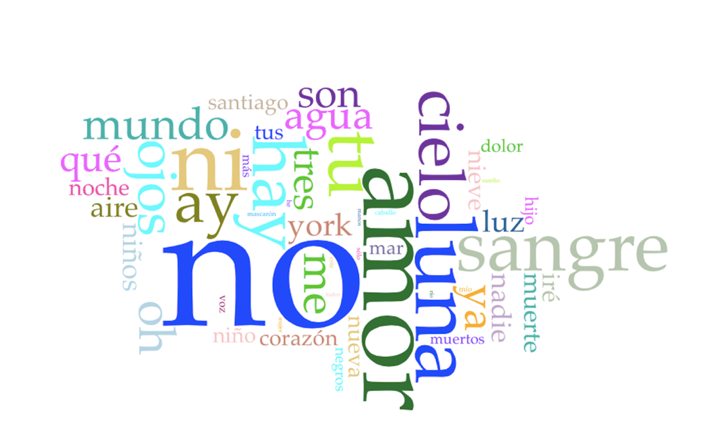 no
amor
luna
sangre
ni
hay
cielo
ay
tu
mundo
ojos
me
ya
oh
agua
son
qué
tres
york
luz
mar
aire
noche
niños
tus
santiago
nieve
dolor
hijo
iré
nadie
muerte
muertos
nueva
negros
corazón
niño
voz
más
mascarón
caballo